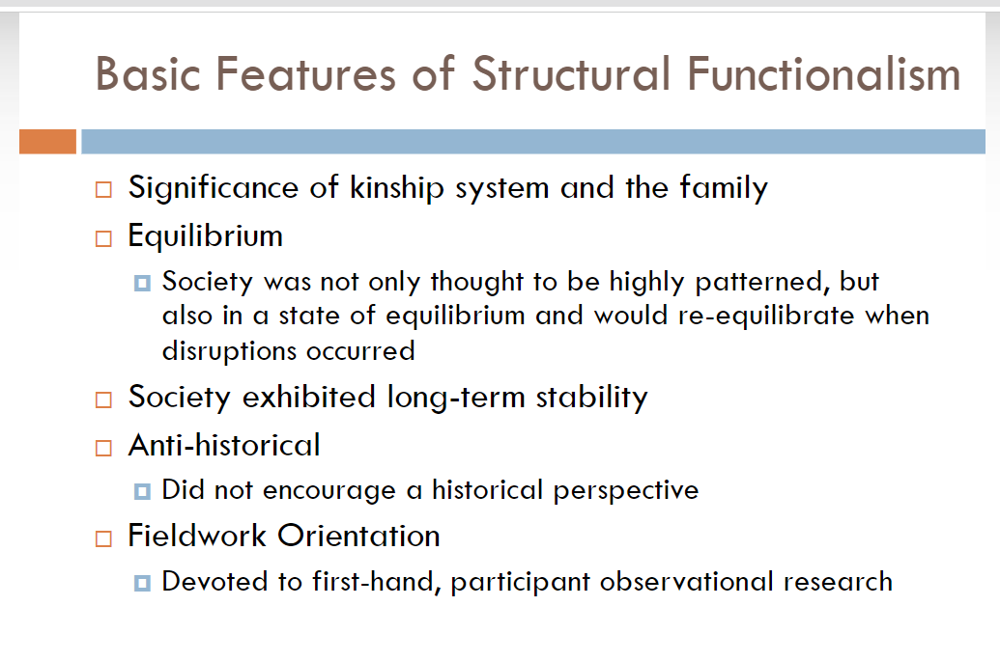 Basic Features of Structural Functionalism
Significance of kinship system and the family
Equilibrium
Society was not only thought to be highly patterned, but
also in a state of equilibrium and would re-equilibrate when
disruptions occurred
Society exhibited long-term stability
Anti-historical
Did not encourage a historical perspective
Fieldwork Orientation
Devoted to first-hand, participant observational research